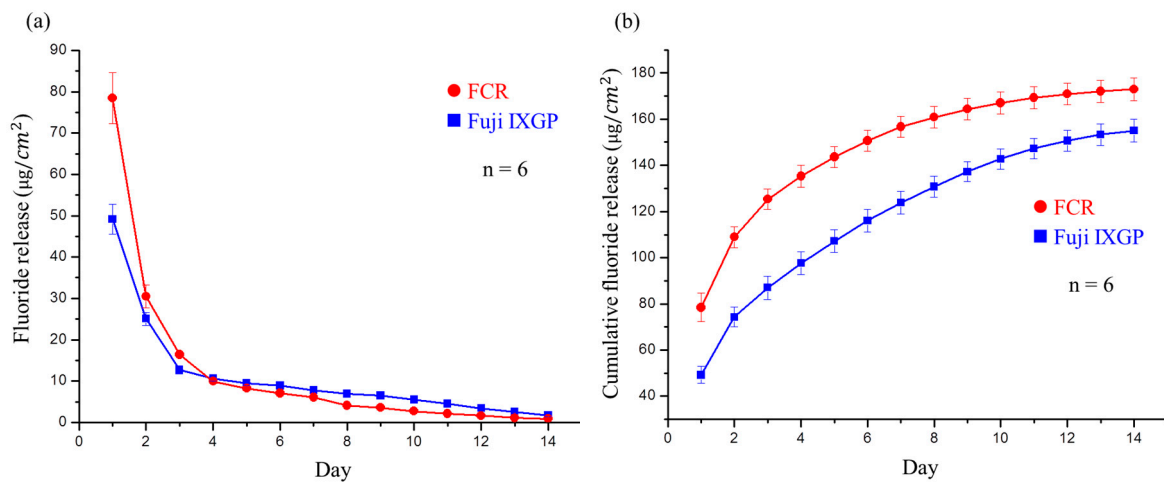 (a)
Fluoride release (µg/cm²)
90
80
70
60
50
40
30
20
10
0
0 2 4 6 8 10 12 14
Day
FCR
Fuji IXGP
n = 6
(b)
Cumulative fluoride release (µg/cm²)
180
160
140
120
100
80
60
40
0 2 4 6 8 10 12 14
Day
FCR
Fuji IXGP
n = 6